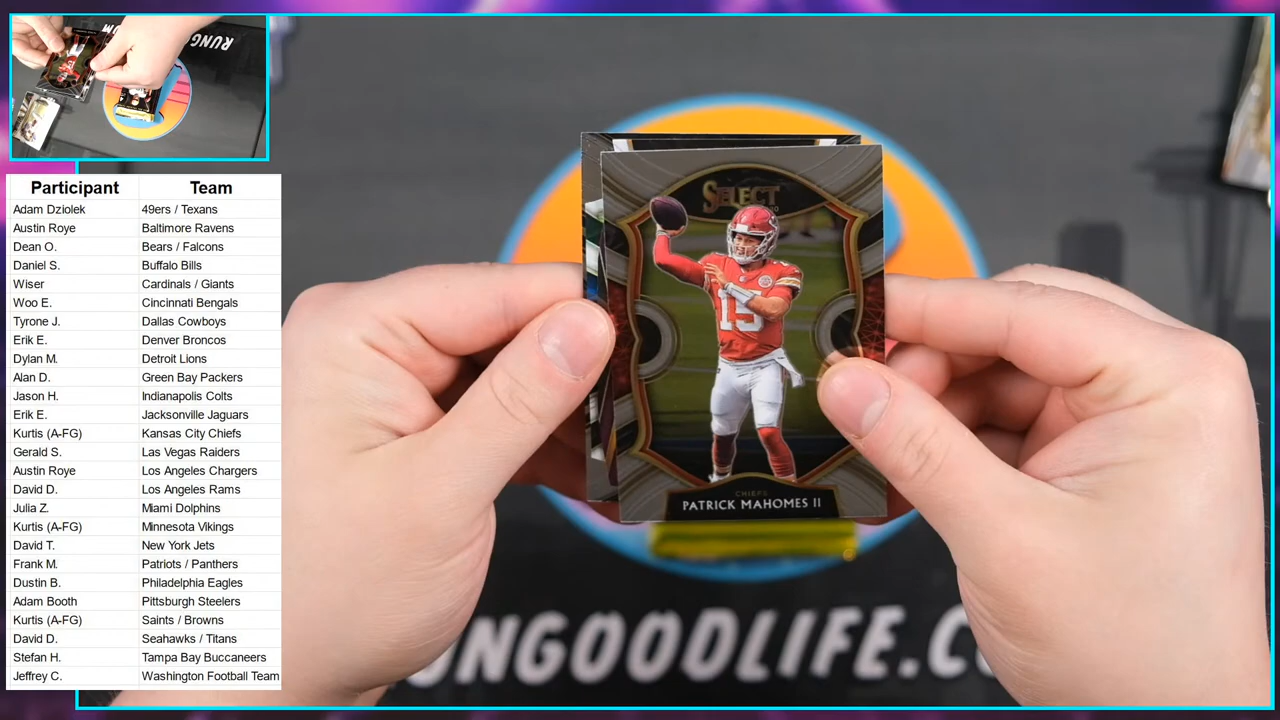 RUNG
UM
Participant Team
Adam Dziolek 49ers / Texans
Austin Roye Baltimore Ravens
Dean O. Bears / Falcons
Daniel S. Buffalo Bills
Wiser Cardinals / Giants
Woo E. Cincinnati Bengals
Tyrone J. Dallas Cowboys
Erik E. Denver Broncos
Dylan M. Detroit Lions
Alan D. Green Bay Packers
Jason H. Indianapolis Colts
Erik E. Jacksonville Jaguars
Kurtis (A-FG) Kansas City Chiefs
Gerald S. Las Vegas Raiders
Austin Roye Los Angeles Chargers
David D. Los Angeles Rams
Julia Z. Miami Dolphins
Kurtis (A-FG) Minnesota Vikings
David T. New York Jets
Frank M. Patriots / Panthers
Dustin B. Philadelphia Eagles
Adam Booth Pittsburgh Steelers
Kurtis (A-FG) Saints / Browns
David D. Seahawks / Titans
Stefan H. Tampa Bay Buccaneers
Jeffrey C. Washington Football Team
SELECT
15
CHIEFS
PATRICK MAHOMES II
RUNGOODLIFE.C